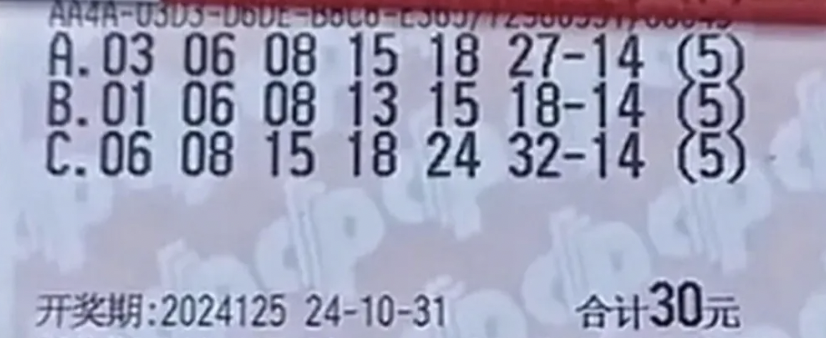 A.03 06 08 15 18 27-14 (5)
B.01 06 08 13 15 18-14 (5)
C.06 08 15 18 24 32-14 (5)
开奖期:2024125 24-10-31 合计30元